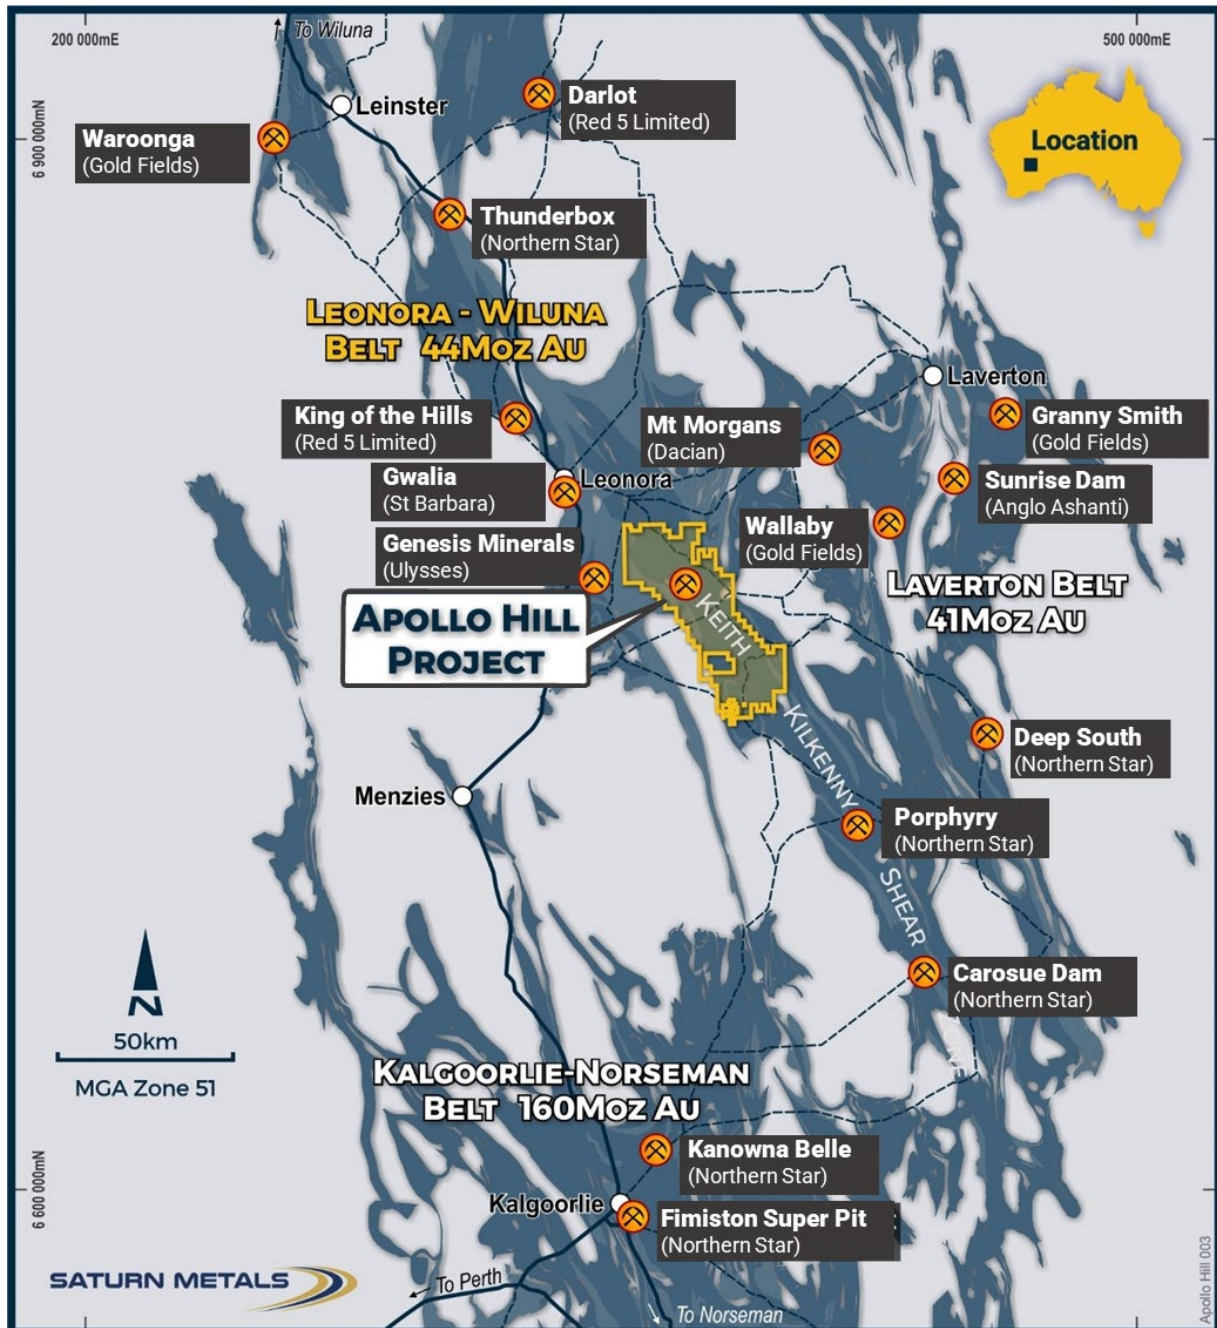 To Wiluna
200 000mE
500 000mE
6 900 000mN
Leinster
Darlot
(Red 5 Limited)
Waroonga
(Gold Fields)
Location
Thunderbox
(Northern Star)
LEONORA - WILUNA
BELT 44MOZ AU
Laverton
King of the Hills
(Red 5 Limited)
Mt Morgans
(Dacian)
Granny Smith
(Gold Fields)
Gwalia
(St Barbara)
Leonora
Sunrise Dam
(Anglo Ashanti)
Wallaby
(Gold Fields)
Genesis Minerals
(Ulysses)
LAVERTON BELT
41MOZ AU
APOLLO HILL
PROJECT
KEITH
KILKENNY
SHEAR
ZONE
Deep South
(Northern Star)
Menzies
Porphyry
(Northern Star)
Carosue Dam
(Northern Star)
N
50km
MGA Zone 51
KALGOORLIE-NORSEMAN
BELT 160MOZ AU
Kanowna Belle
(Northern Star)
6 600 000mN
Kalgoorlie
Fimiston Super Pit
(Northern Star)
SATURN METALS
To Perth
To Norseman
Apollo Hill 003